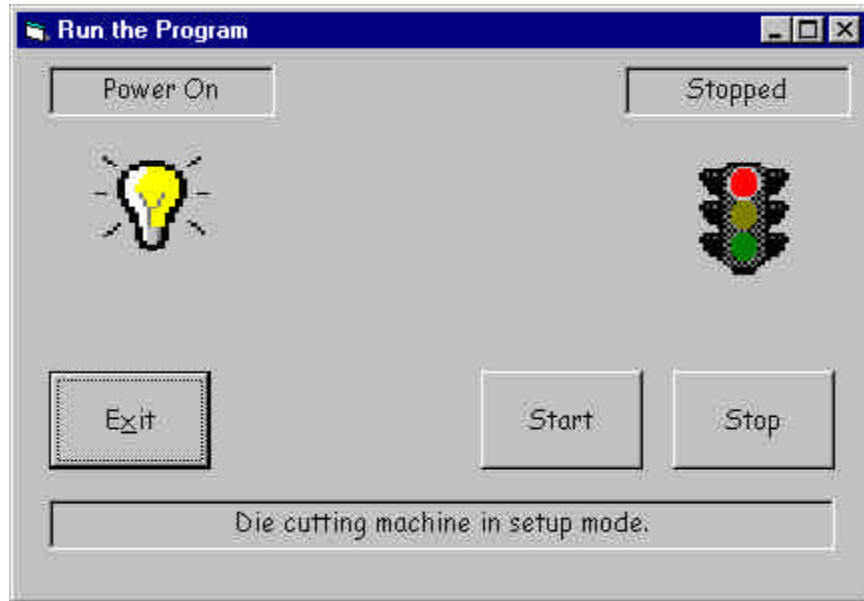 Run the Program
Power On
Stopped
Exit
Start
Stop
Die cutting machine in setup mode.